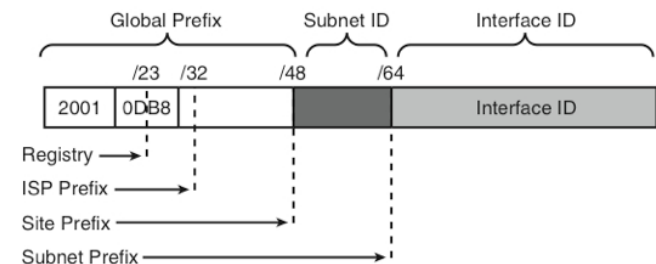 Global Prefix Subnet ID Interface ID
/23 /32 /48 /64
2001 0DB8 Interface ID
Registry
ISP Prefix
Site Prefix
Subnet Prefix